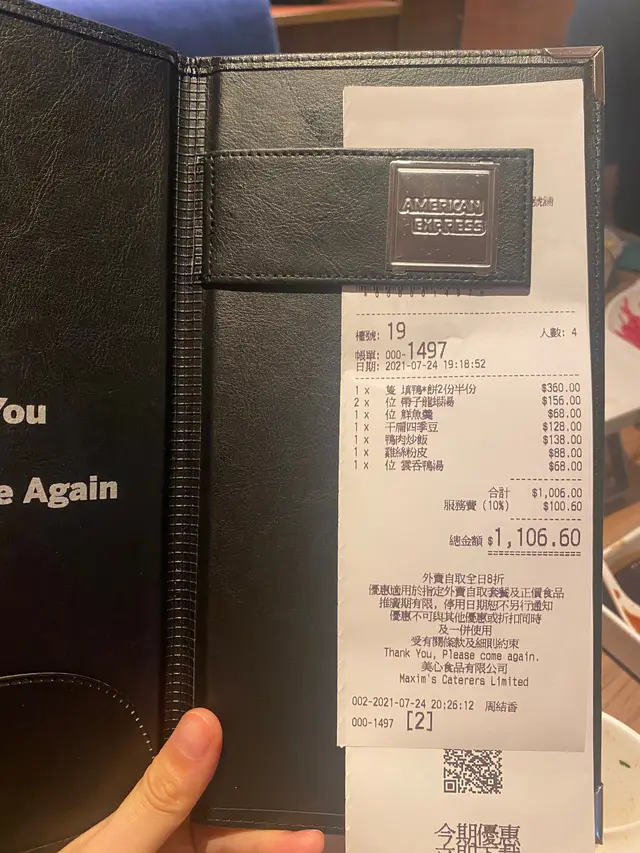 You
e Again
AMERICAN
EXPRESS
號舖
檯號: 19 人數: 4
帳單: 000-1497
日期: 2021-07-24 19:18:52
1 x 隻 填鴨*餅2份半份 $360.00
2 x 位 帶子龍蝦湯 $156.00
1 x 位 鮮魚羹 $68.00
1 x 干扁四季豆 $128.00
1 x 鴨肉炒飯 $138.00
1 x 雞絲粉皮 $88.00
1 x 位 雲吞鴨湯 $68.00
合計 $1,006.00
服務費 (10%) $100.60
總金額 $1,106.60
外賣自取全日8折
優惠適用於指定外賣自取套餐及正價食品
推廣期有限, 停用日期恕不另行通知
優惠不可與其他優惠或折扣同時
及一併使用
受有關條款及細則約束
Thank You, Please come again.
美心食品有限公司
Maxim's Caterers Limited
002-2021-07-24 20:26:12 周結香
000-1497 [2]
今期優惠